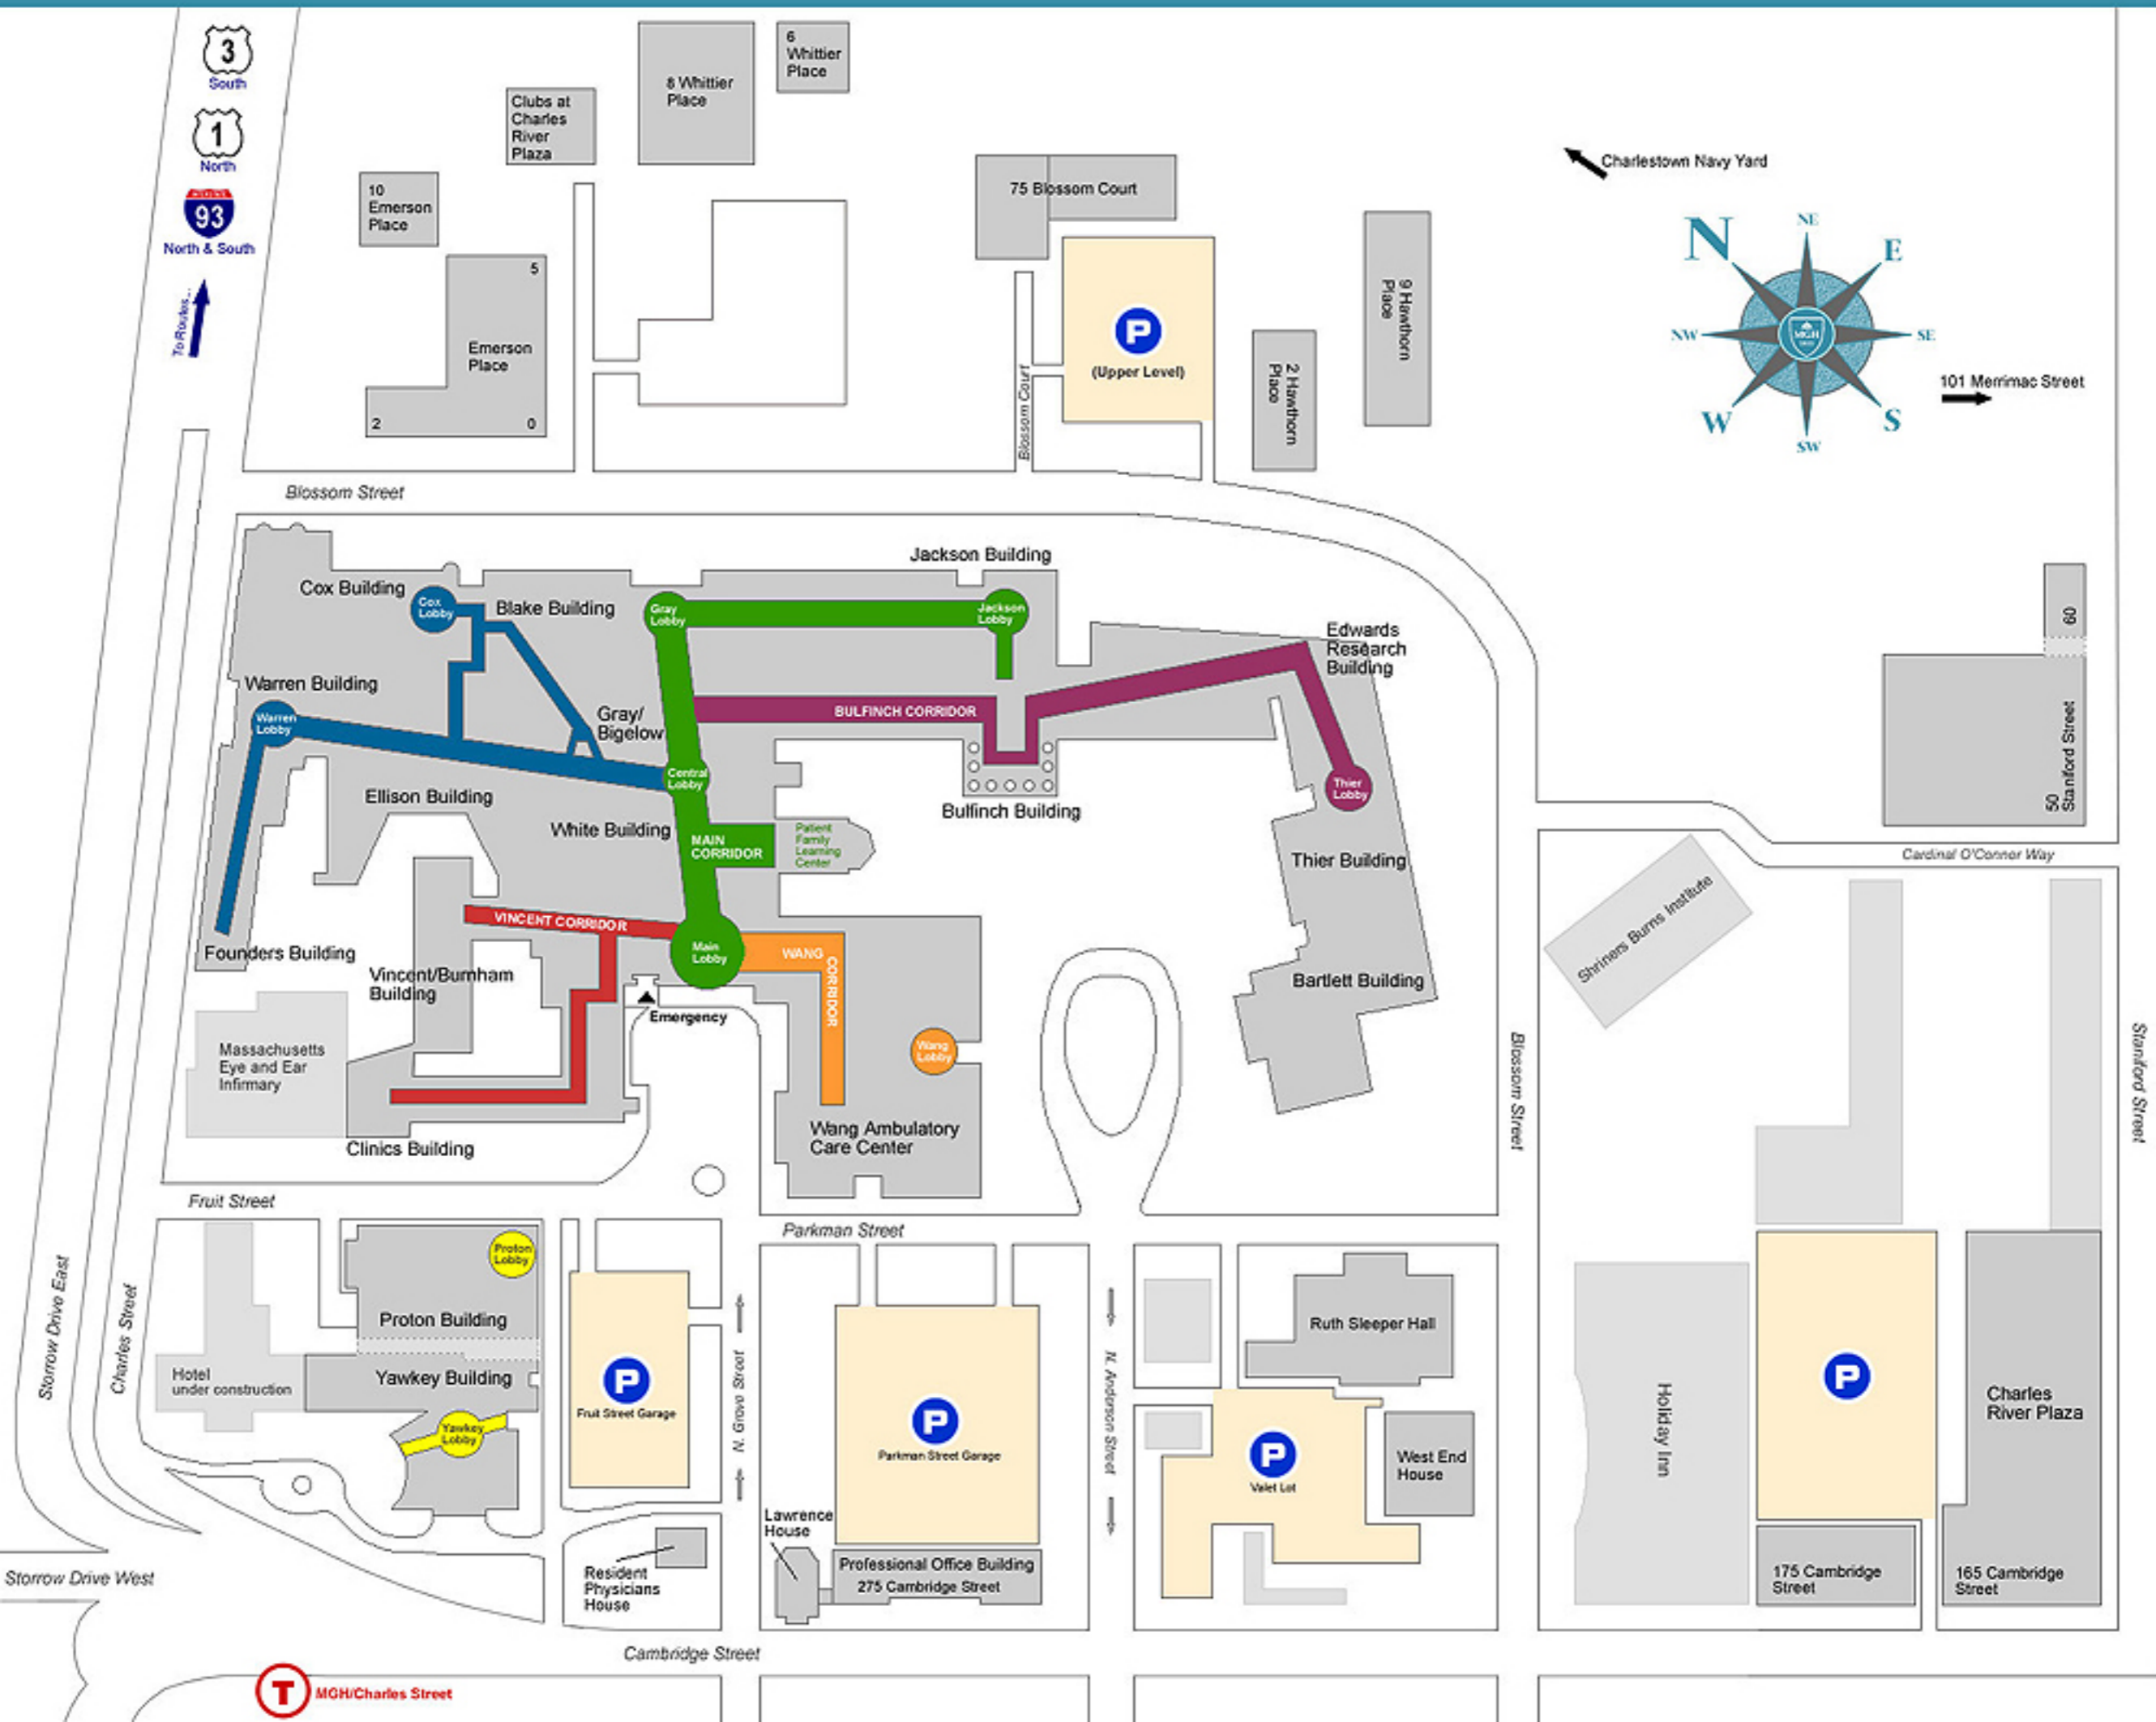 3
South
1
North
93
North & South
To Routes...
6
Whittier
Place
8 Whittier
Place
Clubs at
Charles
River
Plaza
10
Emerson
Place
5
Emerson
Place
2
0
75 Blossom Court
P
(Upper Level)
Blossom Court
2 Hawthorn
Place
9 Hawthorn
Place
Charlestown Navy Yard
N
NE
E
NW
MGH
SE
W
SW
S
101 Merrimac Street
Blossom Street
Jackson Building
Cox Building
Cox
Lobby
Blake Building
Gray
Lobby
Jackson
Lobby
Edwards
Research
Building
Warren Building
Warren
Lobby
Gray/
Bigelow
BULFINCH CORRIDOR
Central
Lobby
Thier
Lobby
Ellison Building
White Building
MAIN
CORRIDOR
Patient
Family
Learning
Center
Bulfinch Building
Thier Building
60
50
Staniford Street
Cardinal O'Connor Way
Shriners Burns Institute
VINCENT CORRIDOR
Founders Building
Vincent/Burnham
Building
Main
Lobby
WANG
CORRIDOR
Bartlett Building
Emergency
Wang
Lobby
Massachusetts
Eye and Ear
Infirmary
Wang Ambulatory
Care Center
Clinics Building
Blossom Street
Staniford Street
Fruit Street
Parkman Street
Storrow Drive East
Charles Street
Proton
Lobby
Proton Building
Hotel
under construction
Yawkey Building
Yawkey
Lobby
P
Fruit Street Garage
N. Grove Street
P
Parkman Street Garage
N. Anderson Street
Ruth Sleeper Hall
P
Valet Lot
West End
House
Holiday Inn
P
Charles
River Plaza
Lawrence
House
Resident
Physicians
House
Professional Office Building
275 Cambridge Street
175 Cambridge
Street
165 Cambridge
Street
Storrow Drive West
Cambridge Street
T
MGH/Charles Street